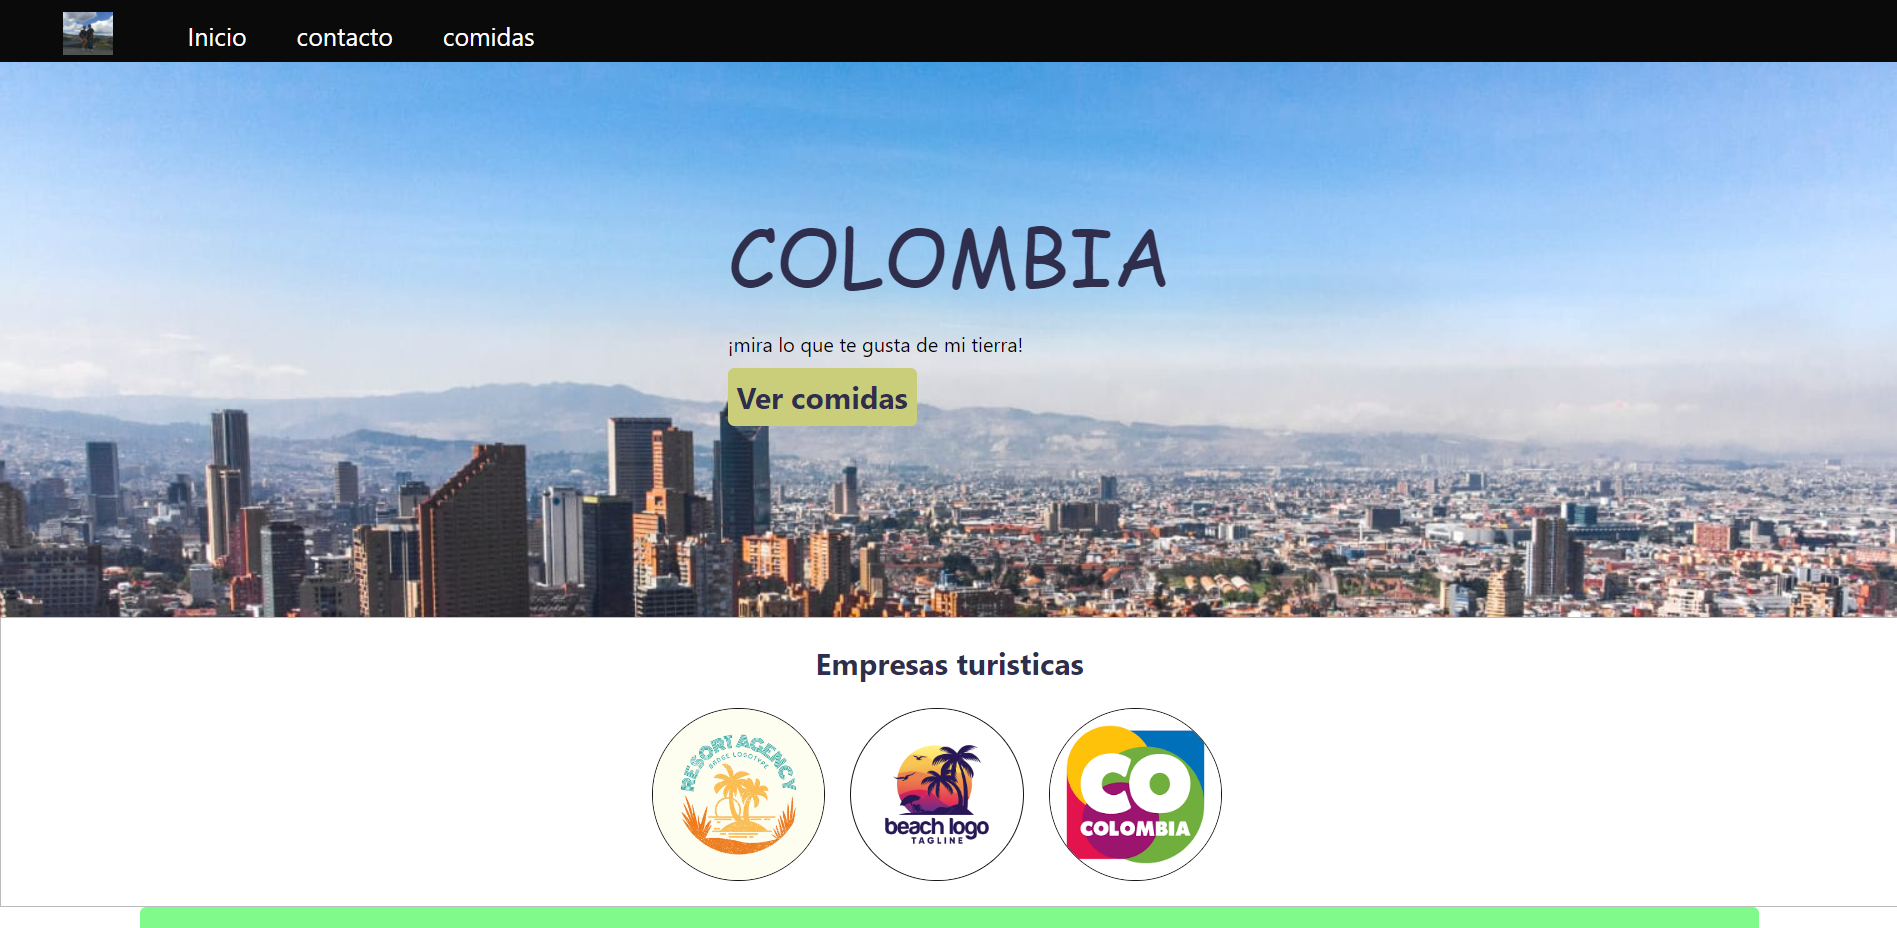 Inicio
contacto
comidas
COLOMBIA
¡mira lo que te gusta de mi tierra!
Ver comidas
Empresas turisticas
RESORT AGENCY
BADGE LOGOTYPE
beach logo
TAGLINE
CO
COLOMBIA